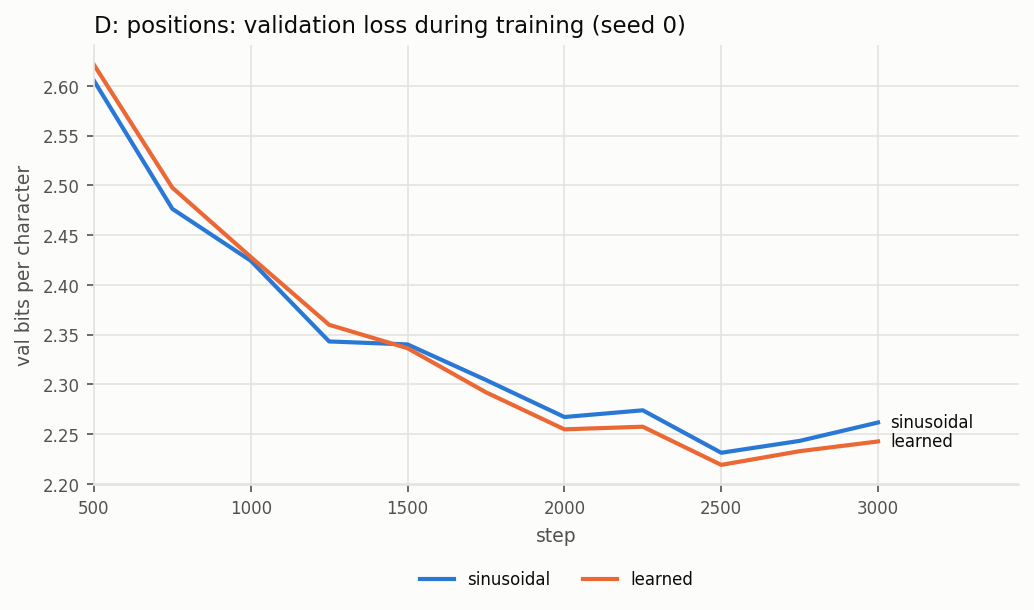 D: positions: validation loss during training (seed 0)
val bits per character
2.60
2.55
2.50
2.45
2.40
2.35
2.30
2.25
2.20
sinusoidal
learned
500 1000 1500 2000 2500 3000
step
sinusoidal learned